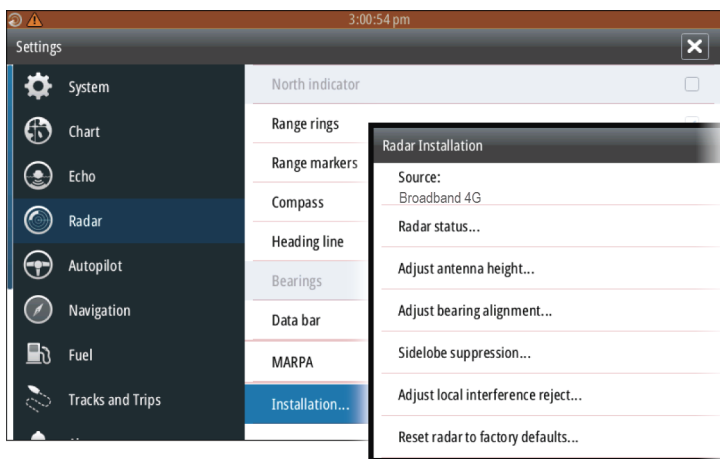 3:00:54 pm
Settings
System
Chart
Echo
Radar
Autopilot
Navigation
Fuel
Tracks and Trips
North indicator
Range rings
Range markers
Compass
Heading line
Bearings
Data bar
MARPA
Installation...
Radar Installation
Source:
Broadband 4G
Radar status...
Adjust antenna height...
Adjust bearing alignment...
Sidelobe suppression...
Adjust local interference reject...
Reset radar to factory defaults...